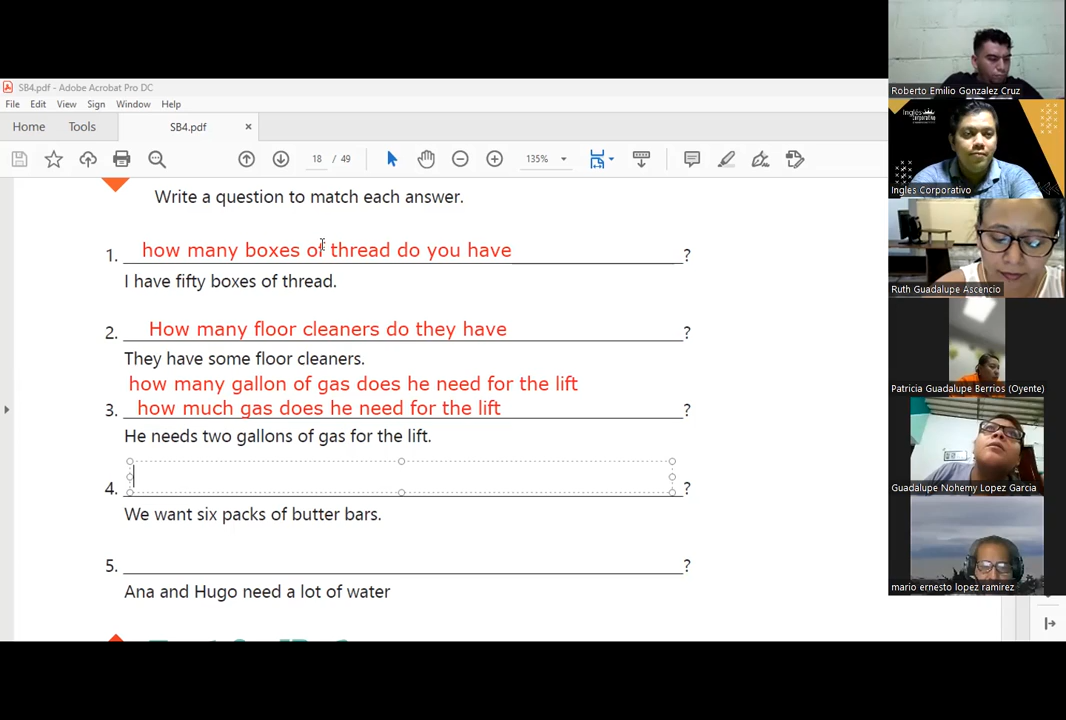 SB4.pdf - Adobe Acrobat Pro DC
File Edit View Sign Window Help
Home Tools SB4.pdf ×
18 / 49 135%
Write a question to match each answer.
1. how many boxes of thread do you have ?
I have fifty boxes of thread.
2. How many floor cleaners do they have ?
They have some floor cleaners.
how many gallon of gas does he need for the lift
3. how much gas does he need for the lift ?
He needs two gallons of gas for the lift.
4. ?
We want six packs of butter bars.
5. ?
Ana and Hugo need a lot of water
Roberto Emilio Gonzalez Cruz
Inglés Corporativo
Ingles Corporativo
Ruth Guadalupe Ascencio
Patricia Guadalupe Berrios (Oyente)
Guadalupe Nohemy Lopez Garcia
mario ernesto lopez ramirez